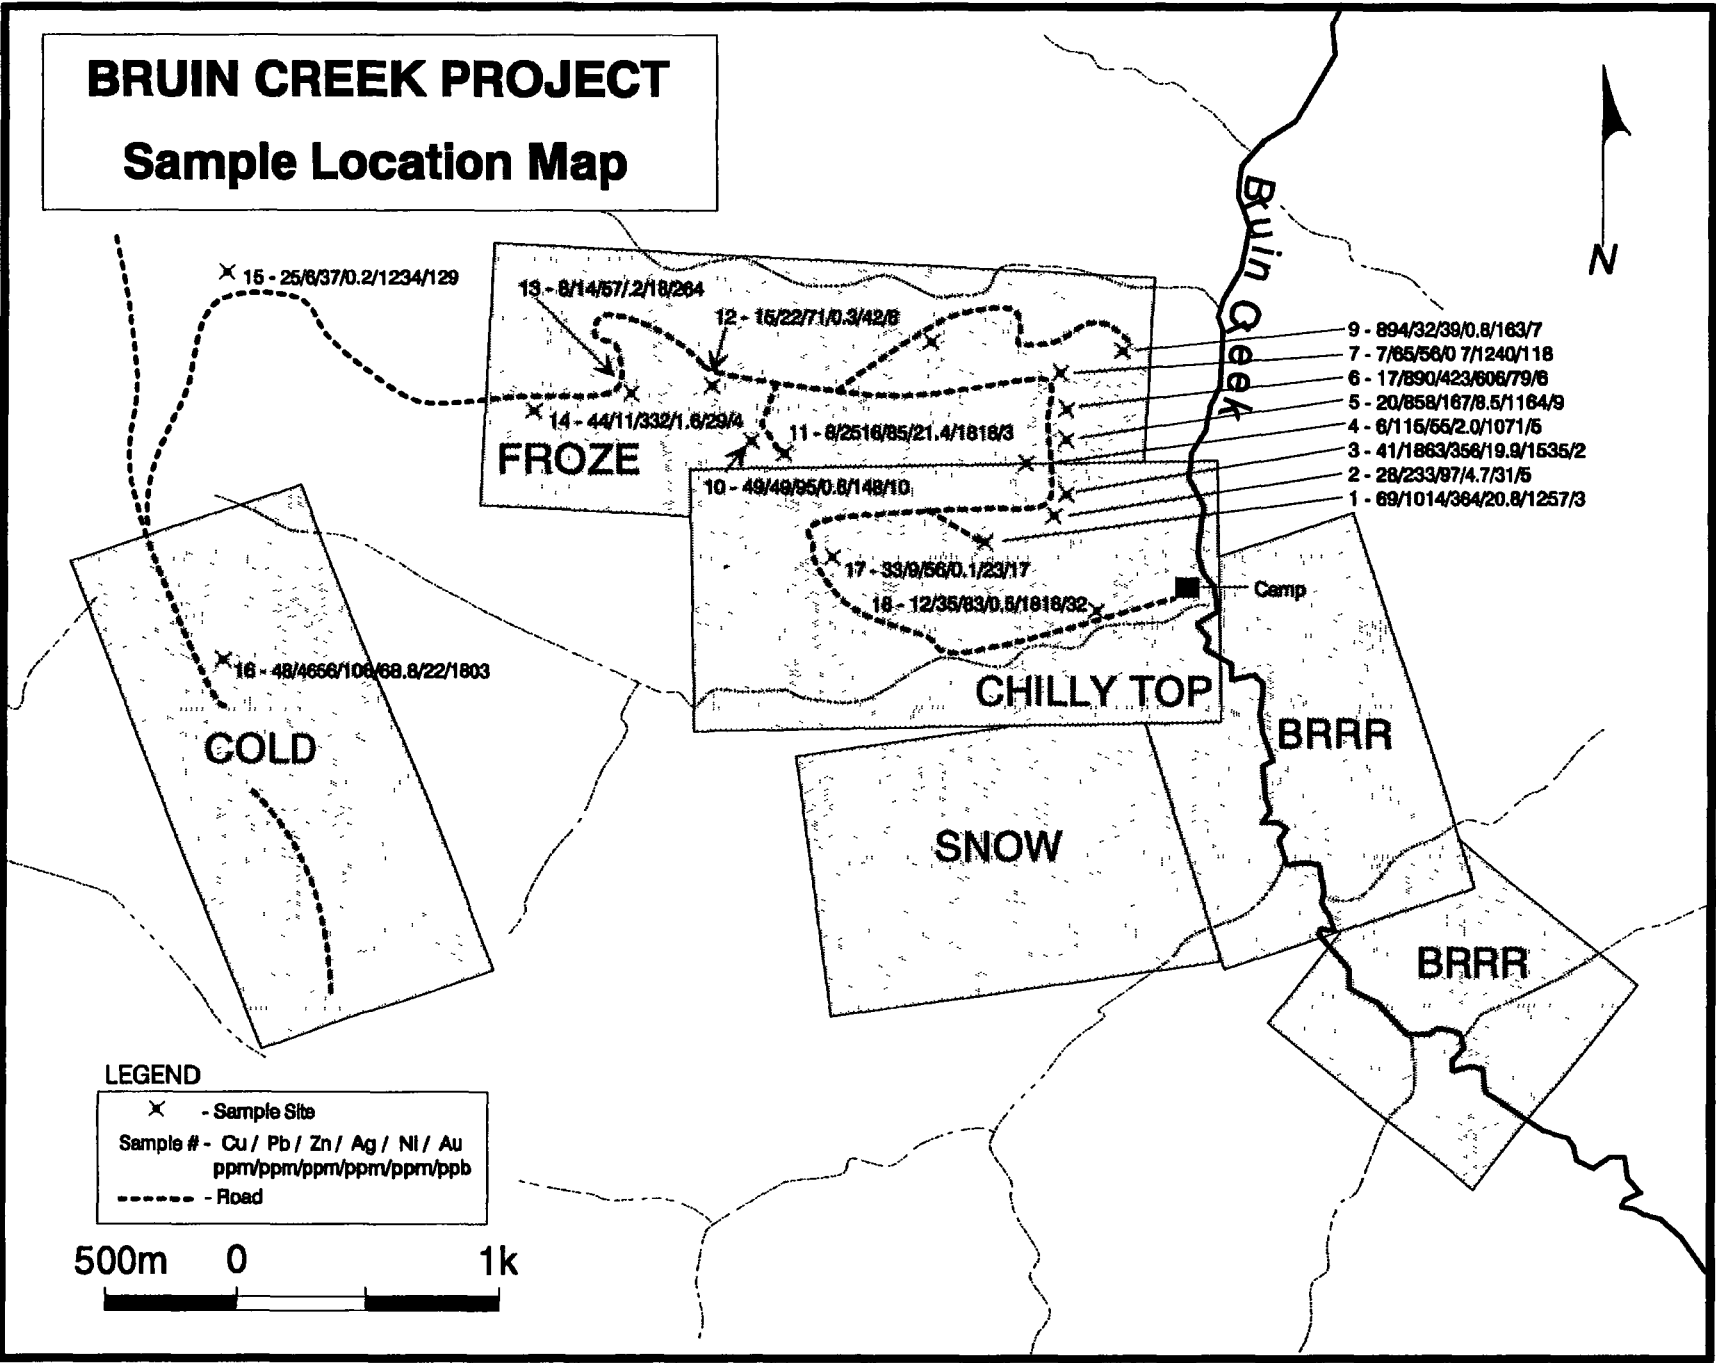 BRUIN CREEK PROJECT
Sample Location Map
Bruin Creek
N
15 - 25/6/37/0.2/1234/129
13 - 8/14/57/.2/18/264
12 - 15/22/71/0.3/42/8
9 - 894/32/39/0.8/163/7
7 - 7/65/56/0 7/1240/118
6 - 17/890/423/606/79/6
5 - 20/858/167/8.5/1164/9
4 - 6/115/55/2.0/1071/5
3 - 41/1863/356/19.9/1535/2
2 - 28/233/97/4.7/31/5
1 - 69/1014/364/20.8/1257/3
14 - 44/11/332/1.6/29/4
11 - 8/2516/85/21.4/1818/3
FROZE
10 - 49/49/95/0.6/148/10
17 - 33/9/56/0.1/23/17
Camp
18 - 12/35/83/0.5/1818/32
16 - 48/4656/106/68.8/22/1803
CHILLY TOP
BRRR
COLD
SNOW
BRRR
LEGEND
- Sample Site
Sample # - Cu / Pb / Zn / Ag / Ni / Au
ppm/ppm/ppm/ppm/ppm/ppb
- Road
500m 0 1k